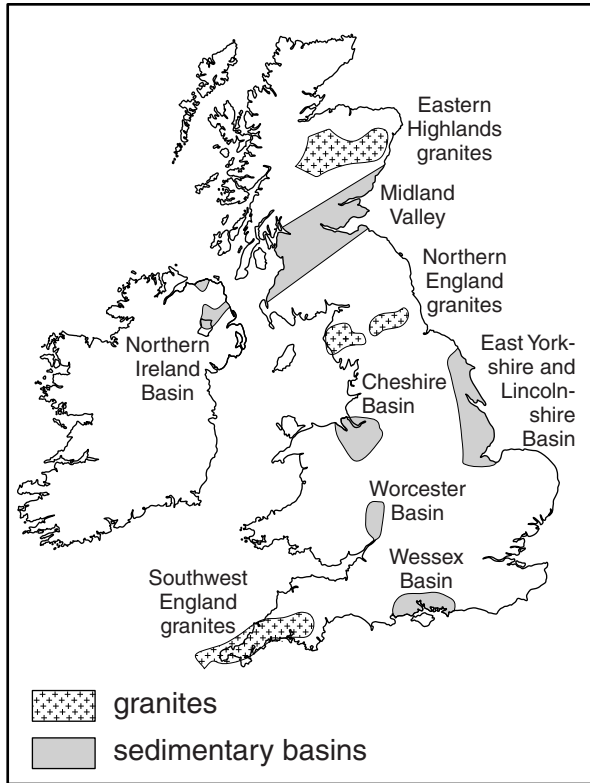 Eastern
Highlands
granites
Midland
Valley
Northern
England
granites
East York-
shire and
Lincoln-
shire
Basin
Northern
Ireland
Basin
Cheshire
Basin
Worcester
Basin
Wessex
Basin
Southwest
England
granites
granites
sedimentary basins